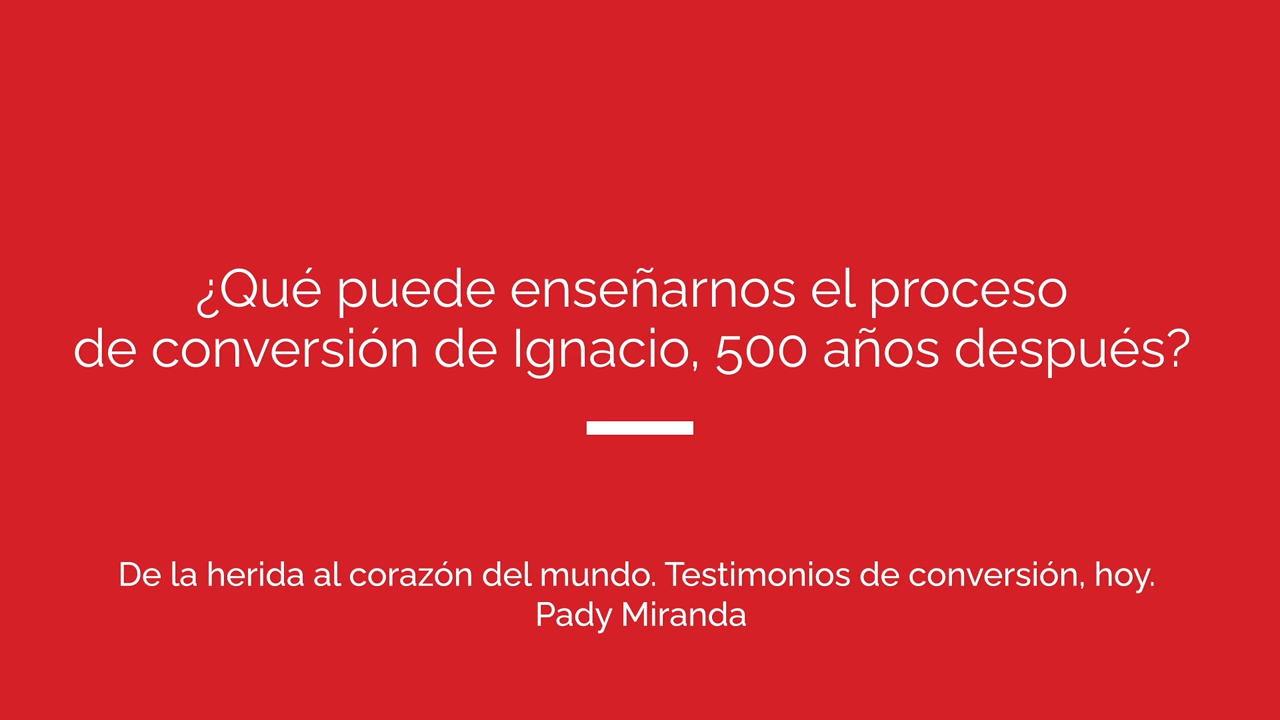 ¿Qué puede enseñarnos el proceso
de conversión de Ignacio, 500 años después?
De la herida al corazón del mundo. Testimonios de conversión, hoy.
Pady Miranda